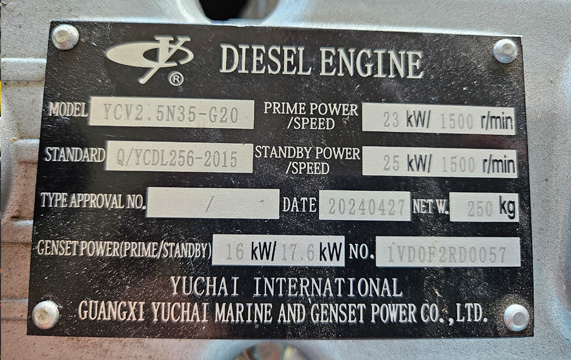 YC ® DIESEL ENGINE
MODEL YCV2.5N35-G20 PRIME POWER /SPEED 23 kW/ 1500 r/min
STANDARD Q/YCDL256-2015 STANDBY POWER /SPEED 25 kW/ 1500 r/min
TYPE APPROVAL NO. / DATE 20240427 NET W. 250 kg
GENSET POWER(PRIME/STANDBY) 16 kW/ 17.6 kW NO. 1VD0F2RD0057
YUCHAI INTERNATIONAL
GUANGXI YUCHAI MARINE AND GENSET POWER CO.,LTD.